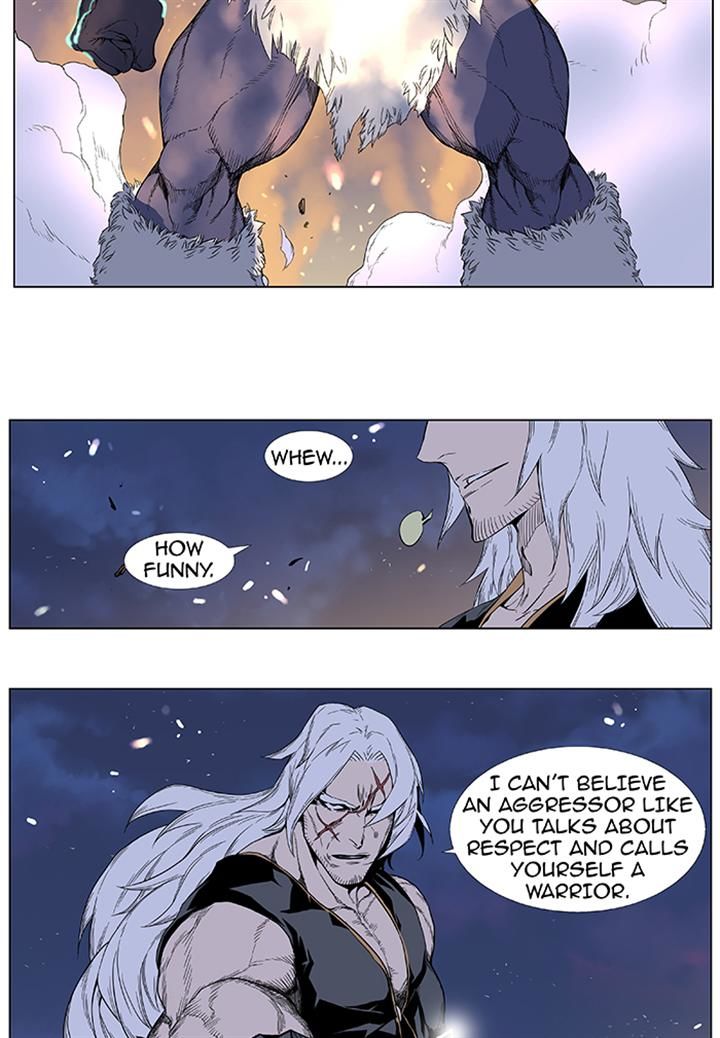 WHEW...
HOW
FUNNY.
I CAN'T BELIEVE
AN AGGRESSOR LIKE
YOU TALKS ABOUT
RESPECT AND CALLS
YOURSELF A
WARRIOR.